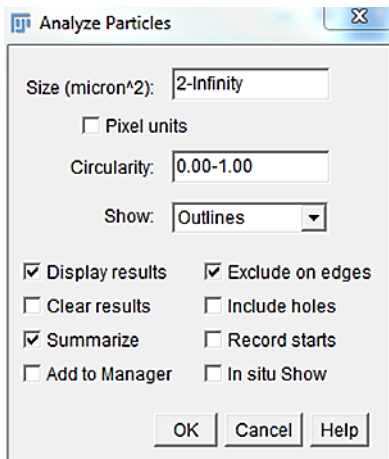 Analyze Particles
Size (micron^2): 2-Infinity
Pixel units
Circularity: 0.00-1.00
Show: Outlines
Display results Exclude on edges
Clear results Include holes
Summarize Record starts
Add to Manager In situ Show
OK Cancel Help